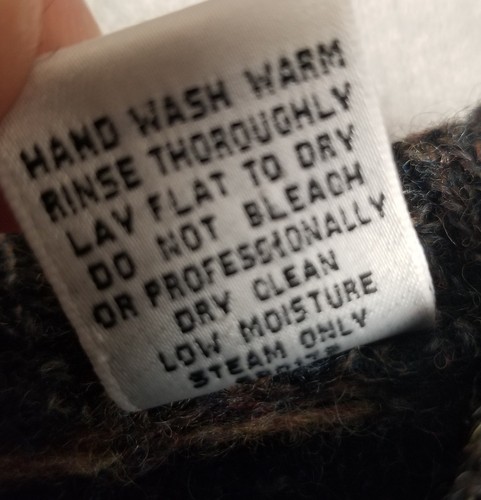 HAND WASH WARM
RINSE THOROUGHLY
LAY FLAT TO DRY
DO NOT BLEACH
OR PROFESSIONALLY
DRY CLEAN
LOW MOISTURE
STEAM ONLY